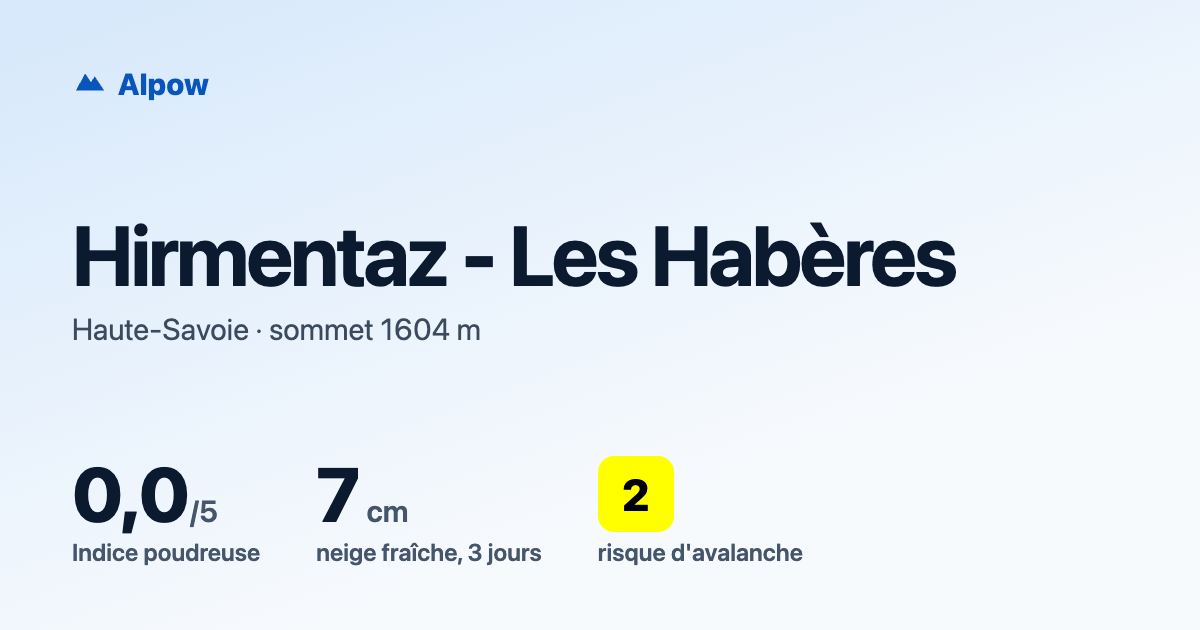 Alpow
Hirmentaz - Les Habères
Haute-Savoie · sommet 1604 m
0,0/5
Indice poudreuse
7 cm
neige fraîche, 3 jours
2
risque d'avalanche